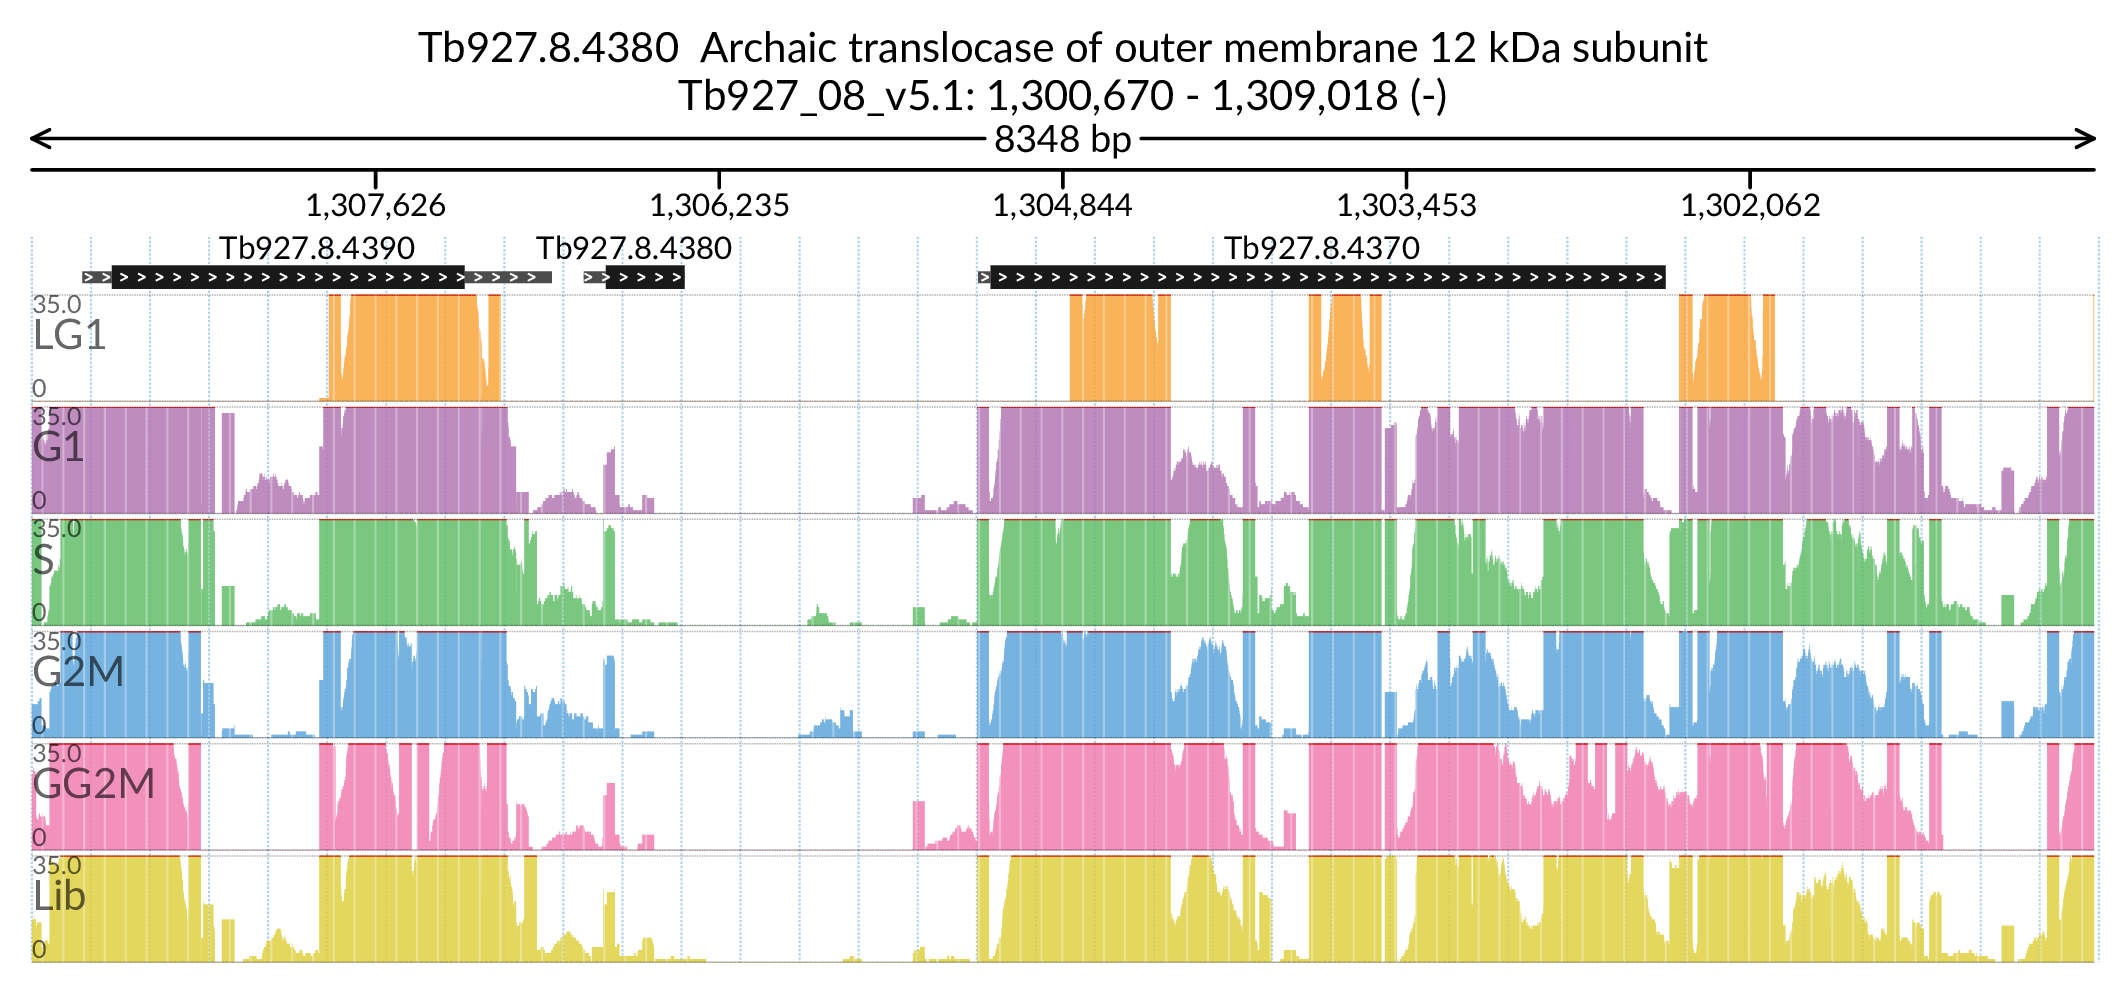 Tb927.8.4380  Archaic translocase of outer membrane 12 kDa subunit
Tb927_08_v5.1: 1,300,670 - 1,309,018 (-)
8348 bp
1,307,626 1,306,235 1,304,844 1,303,453 1,302,062
Tb927.8.4390 Tb927.8.4380 Tb927.8.4370
35.0
LG1
0
35.0
G1
0
35.0
S
0
35.0
G2M
0
35.0
GG2M
0
35.0
Lib
0